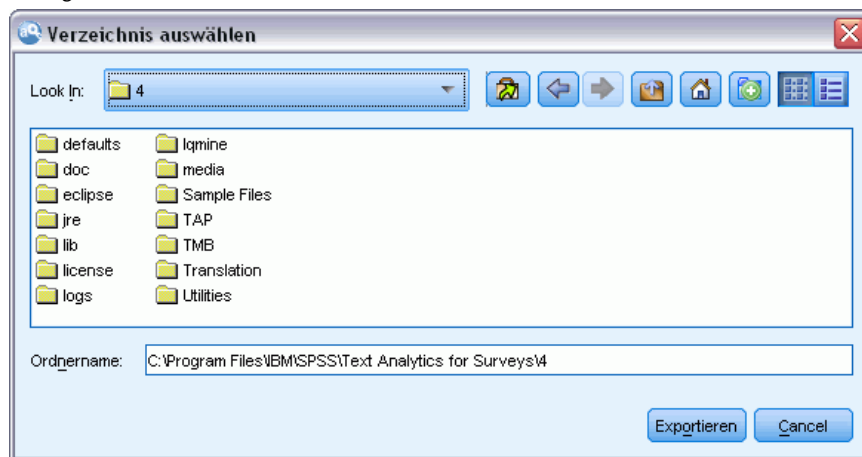 Verzeichnis auswählen
Look In: 4
defaults lqmine
doc media
eclipse Sample Files
jre TAP
lib TMB
license Translation
logs Utilities
Ordnername: C:\Program Files\IBM\SPSS\Text Analytics for Surveys\4
Exportieren Cancel